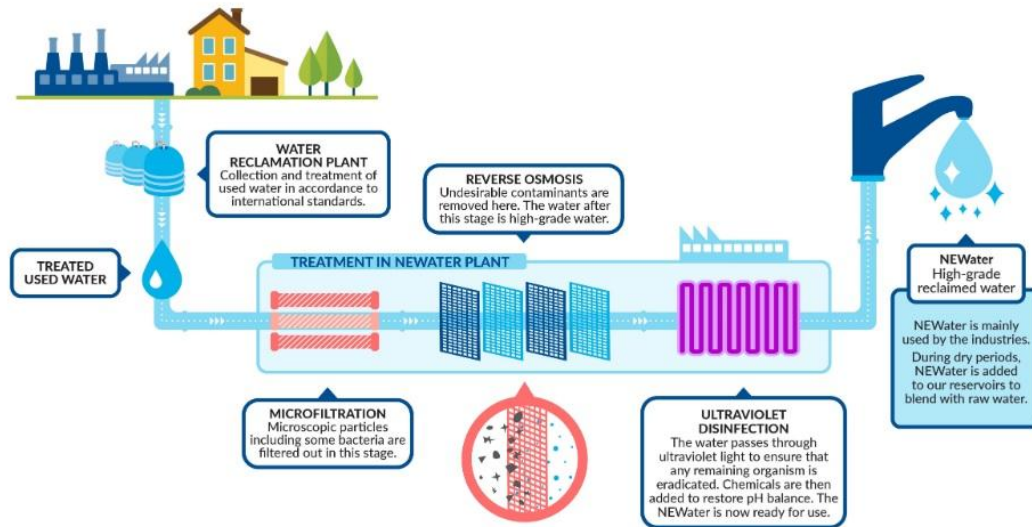 WATER
RECLAMATION PLANT
Collection and treatment of
used water in accordance to
international standards.
TREATED
USED WATER
TREATMENT IN NEWATER PLANT
MICROFILTRATION
Microscopic particles
including some bacteria are
filtered out in this stage.
REVERSE OSMOSIS
Undesirable contaminants are
removed here. The water after
this stage is high-grade water.
ULTRAVIOLET
DISINFECTION
The water passes through
ultraviolet light to ensure that
any remaining organism is
eradicated. Chemicals are then
added to restore pH balance. The
NEWater is now ready for use.
NEWater
High-grade
reclaimed water
NEWater is mainly
used by the industries.
During dry periods,
NEWater is added
to our reservoirs to
blend with raw water.